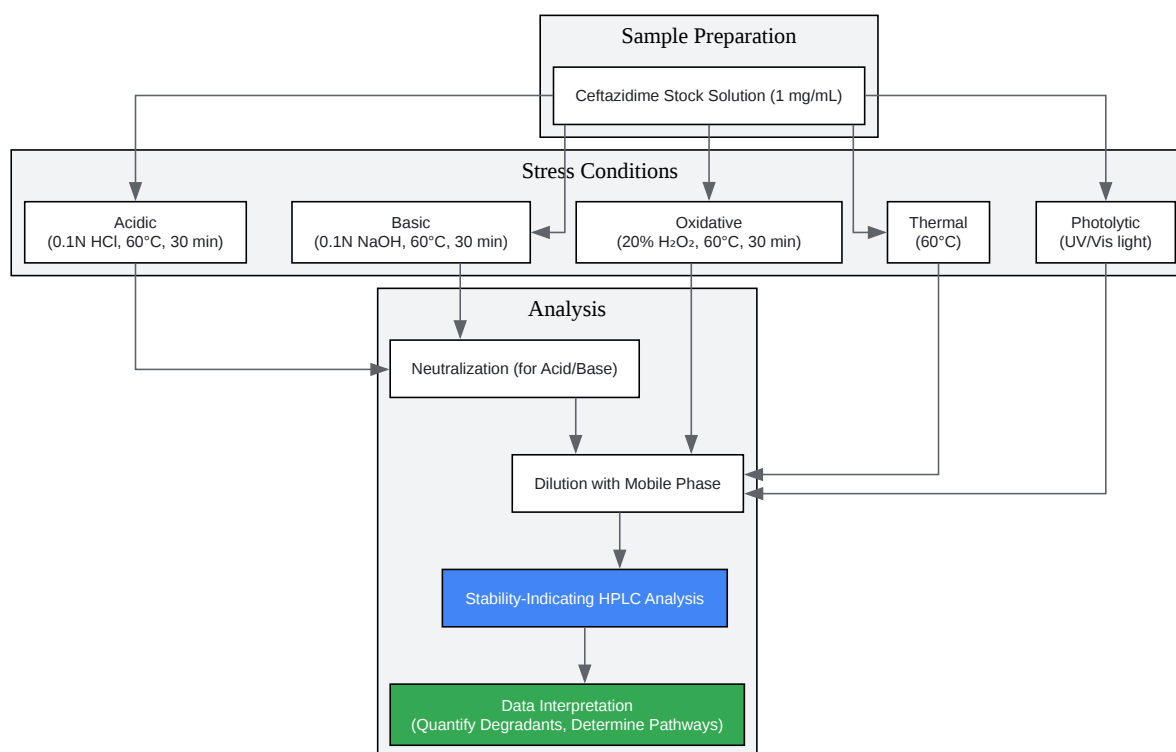 Sample Preparation
Ceftazidime Stock Solution (1 mg/mL)
Stress Conditions
Acidic
(0.1N HCl, 60°C, 30 min)
Basic
(0.1N NaOH, 60°C, 30 min)
Oxidative
(20% H₂O₂, 60°C, 30 min)
Thermal
(60°C)
Photolytic
(UV/Vis light)
Analysis
Neutralization (for Acid/Base)
Dilution with Mobile Phase
Stability-Indicating HPLC Analysis
Data Interpretation
(Quantify Degradants, Determine Pathways)